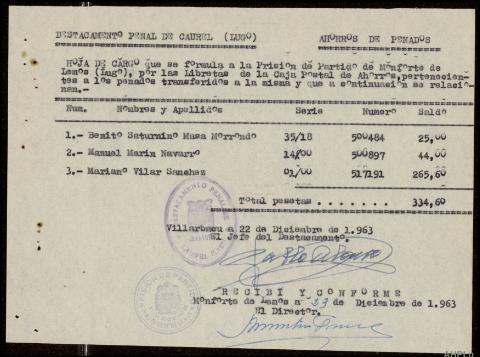 DESTACAMENTO PENAL DE CAUREL (LUGO) AHORROS DE PENADOS
HOJA DE CARGO que se formula a la Prision de Partido de Monforte de
Lemos (Lugo), por las Libretas de la Caja Postal de Ahorros,pertenecien-
tes a los penados transferidos a la misma y que a continuación se relacio-
nan.-
Num. Nombres y Apellidos Serie Numero Saldo
1.- Benito Saturnino Masa Morrondo 35/18 500484 25,00
2.- Manuel Marin Navarro 14/00 500897 44,00
3.- Mariano Vilar Sanchez 01/00 517191 265,60
Total pesetas . . . . . . . . 334,60
DESTACAMENTO PENAL
Villarbacu a 22 de Diciembre de 1.963
El Jefe del Destacamento.
RECIBÍ Y CONFORME
Monforte de Lemos a 23 de Diciembre de 1.963
El Director.